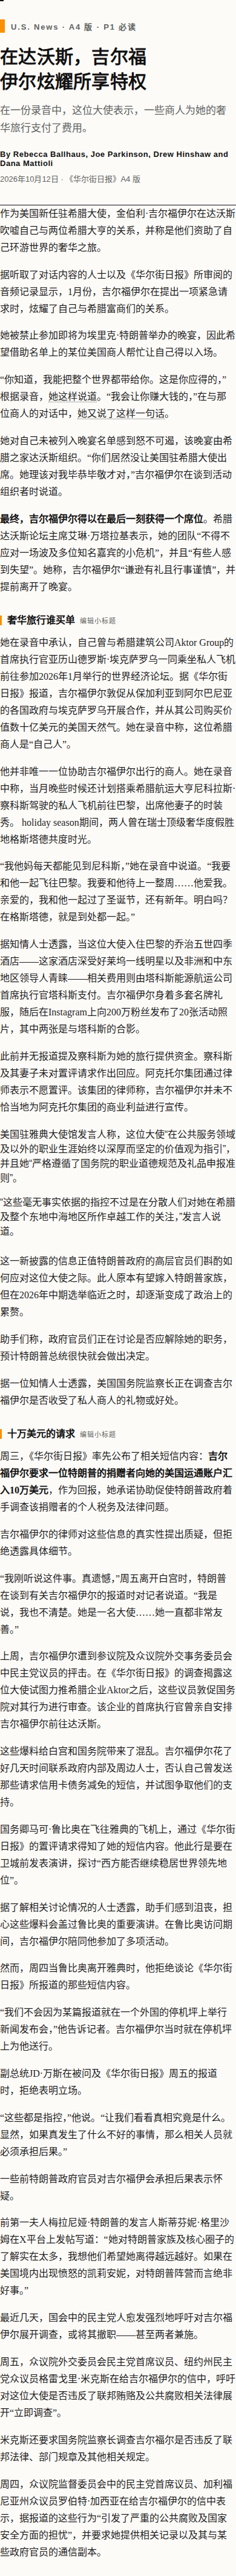 U.S. News · A4 版 · P1 必读
在达沃斯，吉尔福
伊尔炫耀所享特权
在一份录音中，这位大使表示，一些商人为她的奢
华旅行支付了费用。
By Rebecca Ballhaus, Joe Parkinson, Drew Hinshaw and
Dana Mattioli
2026年10月12日 · 《华尔街日报》A4 版
作为美国新任驻希腊大使，金伯利·吉尔福伊尔在达沃斯
吹嘘自己与两位希腊大亨的关系，并称是他们资助了自
己环游世界的奢华之旅。
据听取了对话内容的人士以及《华尔街日报》所审阅的
音频记录显示，1月份，吉尔福伊尔在提出一项紧急请
求时，炫耀了自己与希腊富商们的关系。
她被禁止参加即将为埃里克·特朗普举办的晚宴，因此希
望借助名单上的某位美国商人帮忙让自己得以入场。
“你知道，我能把整个世界都带给你。这是你应得的，”
根据录音，她这样说道。“我会让你赚大钱的，”在与那
位商人的对话中，她又说了这样一句话。
她对自己未被列入晚宴名单感到怒不可遏，该晚宴由希
腊之家达沃斯组织。“你们居然没让美国驻希腊大使出
席。她理该对我毕恭毕敬才对，”吉尔福伊尔在谈到活动
组织者时说道。
最终，吉尔福伊尔得以在最后一刻获得一个席位。希腊
达沃斯论坛主席艾琳·万塔拉基表示，她的团队“不得不
应对一场波及多位知名嘉宾的小危机”，并且“有些人感
到失望”。她称，吉尔福伊尔“谦逊有礼且行事谨慎”，并
提前离开了晚宴。
奢华旅行谁买单 编辑小标题
她在录音中承认，自己曾与希腊建筑公司Aktor Group的
首席执行官亚历山德罗斯·埃克萨罗乌一同乘坐私人飞机
前往参加2026年1月举行的世界经济论坛。据《华尔街
日报》报道，吉尔福伊尔敦促从保加利亚到阿尔巴尼亚
的各国政府与埃克萨罗乌开展合作，并从其公司购买价
值数十亿美元的美国天然气。她在录音中称，这位希腊
商人是“自己人”。
他并非唯一一位协助吉尔福伊尔出行的商人。她在录音
中称，当月晚些时候还计划搭乘希腊航运大亨尼科拉斯·
察科斯驾驶的私人飞机前往巴黎，出席他妻子的时装
秀。 holiday season期间，两人曾在瑞士顶级奢华度假胜
地格斯塔德共度时光。
“我他妈每天都能见到尼科斯，”她在录音中说道。“我要
和他一起飞往巴黎。我要和他待上一整周……他爱我。
亲爱的，我和他一起过了圣诞节，还有新年。明白吗？
在格斯塔德，就是到处都一起。”
据知情人士透露，当这位大使入住巴黎的乔治五世四季
酒店——这家酒店深受好莱坞一线明星以及非洲和中东
地区领导人青睐——相关费用则由塔科斯能源航运公司
首席执行官塔科斯支付。吉尔福伊尔身着多套名牌礼
服，随后在Instagram上向200万粉丝发布了20张活动照
片，其中两张是与塔科斯的合影。
此前并无报道提及察科斯为她的旅行提供资金。察科斯
及其妻子未对置评请求作出回应。阿克托尔集团通过律
师表示不愿置评。该集团的律师称，吉尔福伊尔并未不
恰当地为阿克托尔集团的商业利益进行宣传。
美国驻雅典大使馆发言人称，这位大使“在公共服务领域
及以外的职业生涯始终以深厚而坚定的价值观为指引”，
并且她“严格遵循了国务院的职业道德规范及礼品申报准
则”。
“这些毫无事实依据的指控不过是在分散人们对她在希腊
及整个东地中海地区所作卓越工作的关注，”发言人说
道。
这一新披露的信息正值特朗普政府的高层官员们斟酌如
何应对这位大使之际。此人原本有望嫁入特朗普家族，
但在2026年中期选举临近之时，却逐渐变成了政治上的
累赘。
助手们称，政府官员们正在讨论是否应解除她的职务，
预计特朗普总统很快就会做出决定。
据一位知情人士透露，美国国务院监察长正在调查吉尔
福伊尔是否收受了私人商人的礼物或好处。
十万美元的请求 编辑小标题
周三，《华尔街日报》率先公布了相关短信内容：吉尔
福伊尔要求一位特朗普的捐赠者向她的美国运通账户汇
入10万美元，作为回报，她承诺协助促使特朗普政府着
手调查该捐赠者的个人税务及法律问题。
吉尔福伊尔的律师对这些信息的真实性提出质疑，但拒
绝透露具体细节。
“我刚听说这件事。真遗憾，”周五离开白宫时，特朗普
在谈到有关吉尔福伊尔的报道时对记者说道。“我是
说，我也不清楚。她是一名大使……她一直都非常友
善。”
上周，吉尔福伊尔遭到参议院及众议院外交事务委员会
中民主党议员的抨击。在《华尔街日报》的调查揭露这
位大使试图力推希腊企业Aktor之后，这些议员敦促国务
院对其行为进行审查。该企业的首席执行官曾亲自安排
吉尔福伊尔前往达沃斯。
这些爆料给白宫和国务院带来了混乱。吉尔福伊尔花了
好几天时间联系政府内部及周边人士，否认自己曾发送
那些请求信用卡债务减免的短信，并试图争取他们的支
持。
国务卿马可·鲁比奥在飞往雅典的飞机上，通过《华尔街
日报》的置评请求得知了她的短信内容。他此行是要在
卫城前发表演讲，探讨“西方能否继续稳居世界领先地
位”。
据了解相关讨论情况的人士透露，助手们感到沮丧，担
心这些爆料会盖过鲁比奥的重要演讲。在鲁比奥访问期
间，吉尔福伊尔陪同他参加了多项活动。
然而，周四当鲁比奥离开雅典时，他拒绝谈论《华尔街
日报》所报道的那些短信内容。
“我们不会因为某篇报道就在一个外国的停机坪上举行
新闻发布会，”他告诉记者。吉尔福伊尔当时就在停机坪
上为他送行。
副总统JD·万斯在被问及《华尔街日报》周五的报道
时，拒绝表明立场。
“这些都是指控，”他说。“让我们看看真相究竟是什么。
显然，如果真发生了什么不好的事情，那么相关人员就
必须承担后果。”
一些前特朗普政府官员对吉尔福伊会承担后果表示怀
疑。
前第一夫人梅拉尼娅·特朗普的发言人斯蒂芬妮·格里沙
姆在X平台上发帖写道：“她对特朗普家族及核心圈子的
了解实在太多，我想他们希望她离得越远越好。如果在
美国境内出现愤怒的凯莉安妮，对特朗普阵营而言绝非
好事。”
最近几天，国会中的民主党人愈发强烈地呼吁对吉尔福
伊尔展开调查，或将其撤职——甚至两者兼施。
周五，众议院外交委员会民主党首席议员、纽约州民主
党众议员格雷戈里·米克斯在给吉尔福伊尔的信中，呼吁
对这位大使是否违反了联邦贿赂及公共腐败相关法律展
开“立即调查”。
米克斯还要求国务院监察长调查吉尔福尔是否违反了联
邦法律、部门规章及其他相关规定。
周四，众议院监督委员会中的民主党首席议员、加利福
尼亚州众议员罗伯特·加西亚在给吉尔福伊尔的信中表
示，据报道的这些行为“引发了严重的公共腐败及国家
安全方面的担忧”，并要求她提供相关记录以及其与某
些政府官员的通信副本。